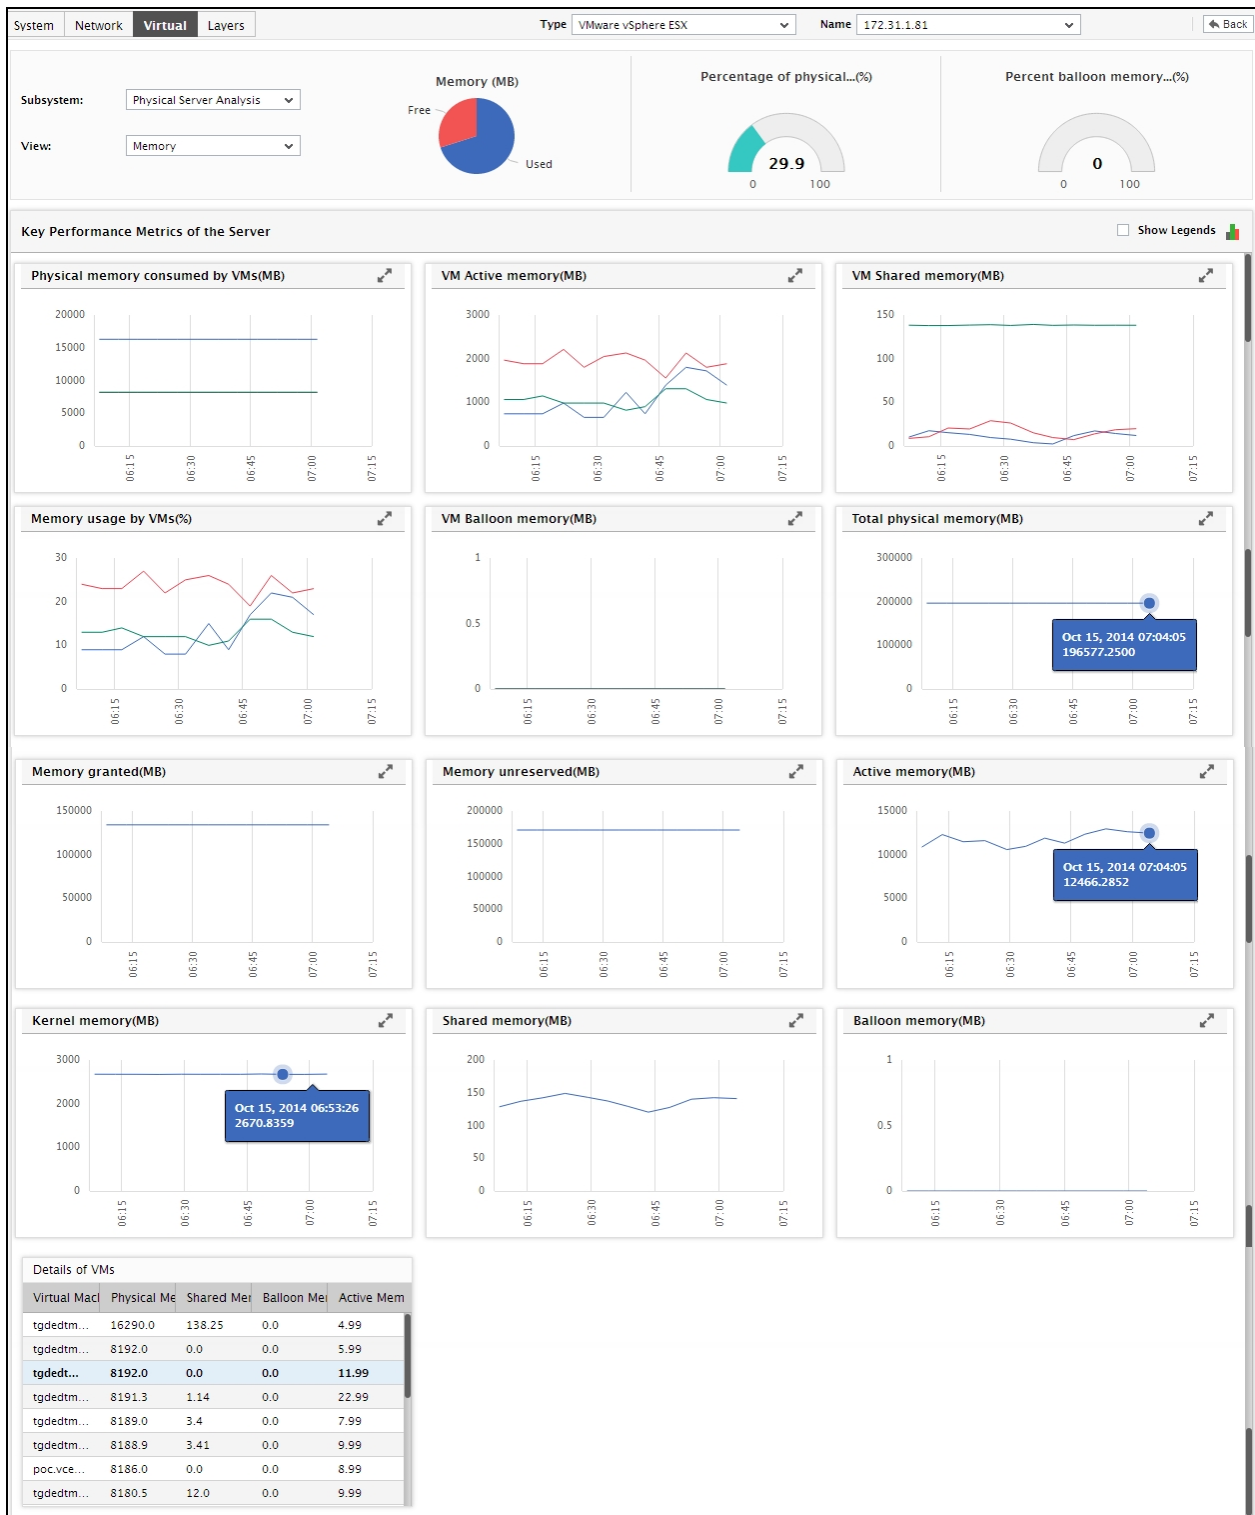 System Network Virtual Layers Type VMware vSphere ESX Name 172.31.1.81 Back
Subsystem: Physical Server Analysis
View: Memory
Memory (MB)
Free
Used
Percentage of physical...(%)
29.9
0 100
Percent balloon memory...(%)
0
0 100
Key Performance Metrics of the Server Show Legends
Physical memory consumed by VMs(MB)
20000
15000
10000
5000
0
06:15 06:30 06:45 07:00 07:15
VM Active memory(MB)
3000
2000
1000
0
06:15 06:30 06:45 07:00 07:15
VM Shared memory(MB)
150
100
50
0
06:15 06:30 06:45 07:00 07:15
Memory usage by VMs(%)
30
20
10
0
06:15 06:30 06:45 07:00 07:15
VM Balloon memory(MB)
1
0.5
0
06:15 06:30 06:45 07:00 07:15
Total physical memory(MB)
300000
200000
100000
0
Oct 15, 2014 07:04:05
196577.2500
06:15 06:30 06:45 07:00 07:15
Memory granted(MB)
150000
100000
50000
0
06:15 06:30 06:45 07:00 07:15
Memory unreserved(MB)
200000
150000
100000
50000
0
06:15 06:30 06:45 07:00 07:15
Active memory(MB)
15000
10000
5000
0
Oct 15, 2014 07:04:05
12466.2852
06:15 06:30 06:45 07:00 07:15
Kernel memory(MB)
3000
2000
1000
0
Oct 15, 2014 06:53:26
2670.8359
06:15 06:30 06:45 07:00 07:15
Shared memory(MB)
200
150
100
50
0
06:15 06:30 06:45 07:00 07:15
Balloon memory(MB)
1
0.5
0
06:15 06:30 06:45 07:00 07:15
Details of VMs
Virtual Macl Physical Me Shared Mer Balloon Mer Active Mem
tgdedtm... 16290.0 138.25 0.0 4.99
tgdedtm... 8192.0 0.0 0.0 5.99
tgdedt... 8192.0 0.0 0.0 11.99
tgdedtm... 8191.3 1.14 0.0 22.99
tgdedtm... 8189.0 3.4 0.0 7.99
tgdedtm... 8188.9 3.41 0.0 9.99
poc.vce... 8186.0 0.0 0.0 8.99
tgdedtm... 8180.5 12.0 0.0 9.99